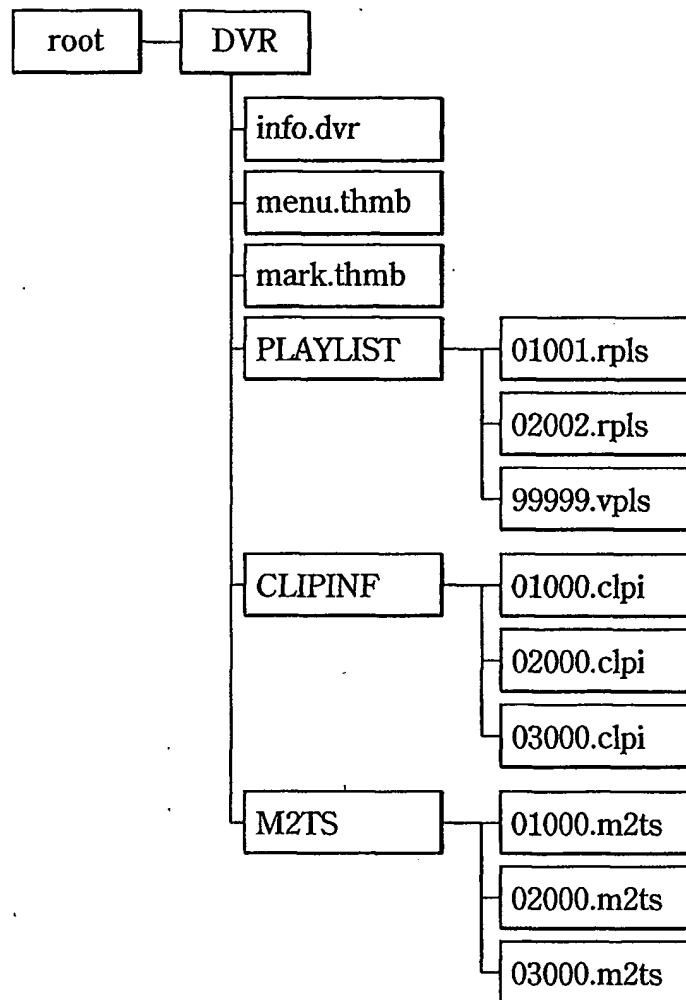 root
DVR
info.dvr
menu.thmb
mark.thmb
PLAYLIST
01001.rpls
02002.rpls
99999.vpls
CLIPINF
01000.clpi
02000.clpi
03000.clpi
M2TS
01000.m2ts
02000.m2ts
03000.m2ts